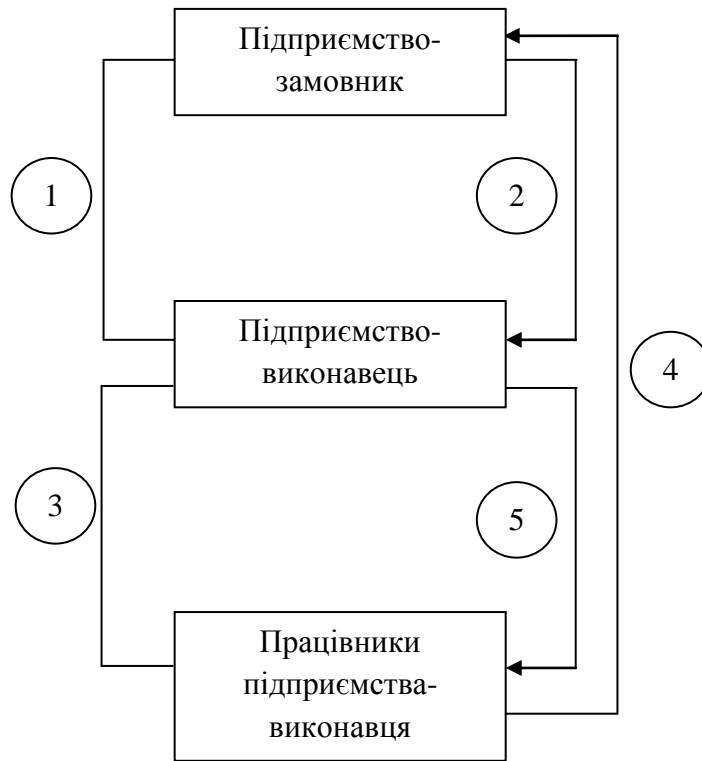 Підприємство-
замовник
1
2
Підприємство-
виконавець
4
3
5
Працівники
підприємства-
виконавця